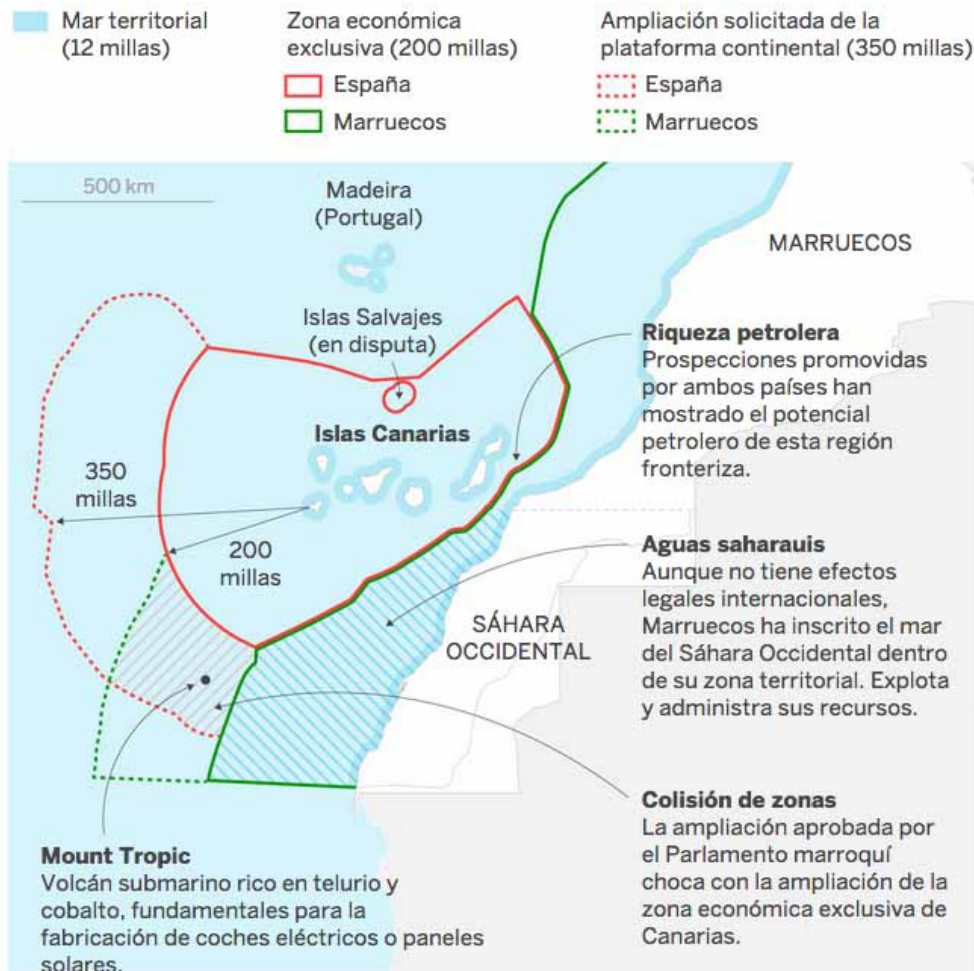 Mar territorial
(12 millas)
Zona económica
exclusiva (200 millas)
España
Marruecos
Ampliación solicitada de la
plataforma continental (350 millas)
España
Marruecos
500 km
Madeira
(Portugal)
MARRUECOS
Islas Salvajes
(en disputa)
Islas Canarias
350
millas
200
millas
SÁHARA
OCCIDENTAL
Riqueza petrolera
Prospecciones promovidas
por ambos países han
mostrado el potencial
petrolero de esta región
fronteriza.
Aguas saharauis
Aunque no tiene efectos
legales internacionales,
Marruecos ha inscrito el mar
del Sáhara Occidental dentro
de su zona territorial. Explota
y administra sus recursos.
Colisión de zonas
La ampliación aprobada por
el Parlamento marroquí
choca con la ampliación de la
zona económica exclusiva de
Canarias.
Mount Tropic
Volcán submarino rico en telurio y
cobalto, fundamentales para la
fabricación de coches eléctricos o paneles
solares.